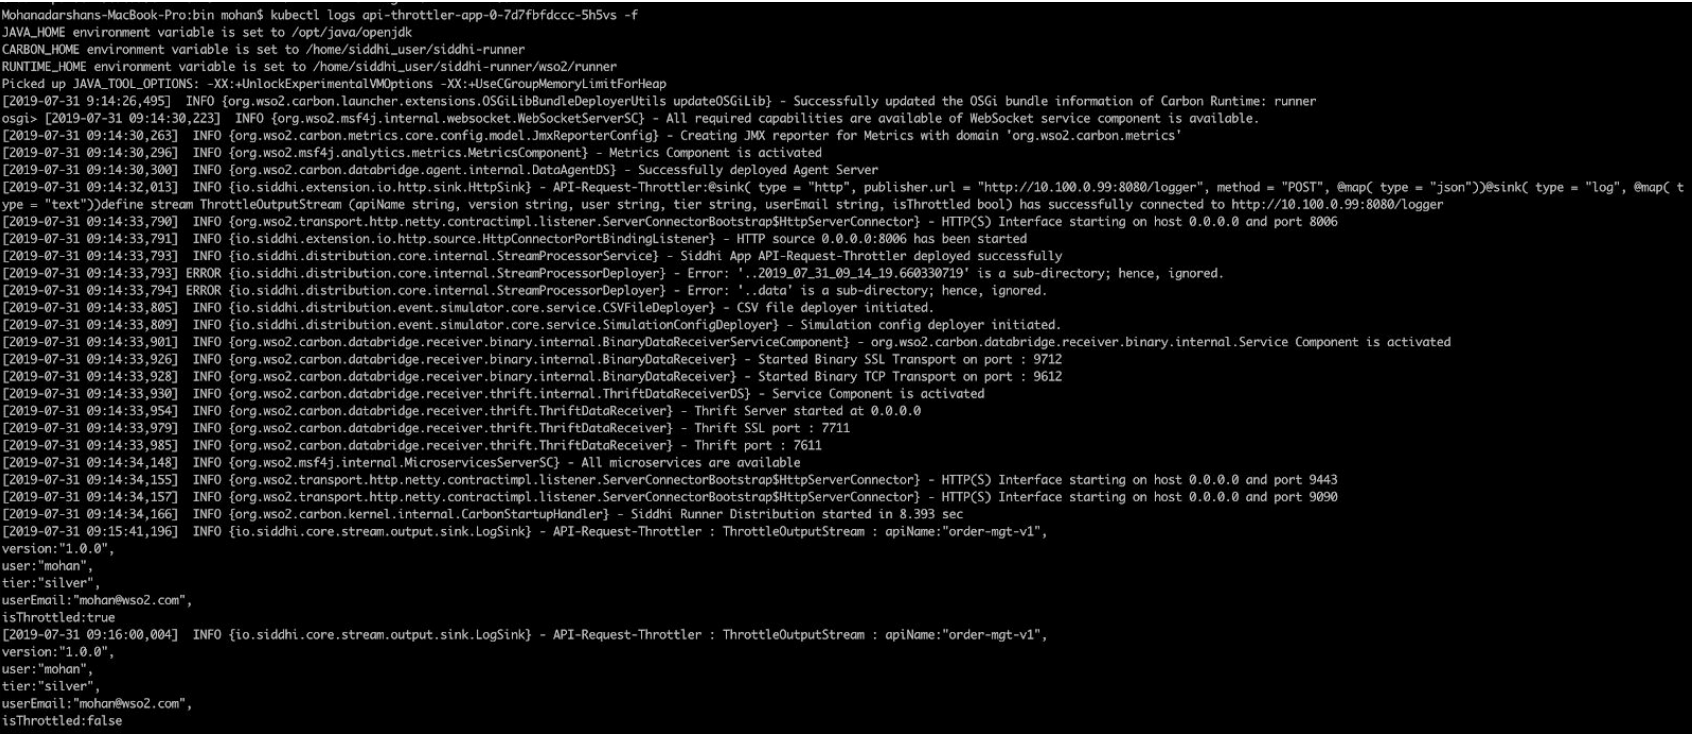 Mohanadarshans-MacBook-Pro:bin mohan$ kubectl logs api-throttler-app-0-7d7fbfdccc-5h5vs -f
JAVA_HOME environment variable is set to /opt/java/openjdk
CARBON_HOME environment variable is set to /home/siddhi_user/siddhi-runner
RUNTIME_HOME environment variable is set to /home/siddhi_user/siddhi-runner/wso2/runner
Picked up JAVA_TOOL_OPTIONS: -XX:+UnlockExperimentalVMOptions -XX:+UseCGroupMemoryLimitForHeap
[2019-07-31 9:14:26,495]  INFO {org.wso2.carbon.launcher.extensions.OSGiLibBundleDeployerUtils updateOSGiLib} - Successfully updated the OSGi bundle information of Carbon Runtime: runner
osgi> [2019-07-31 09:14:30,223]  INFO {org.wso2.msf4j.internal.websocket.WebSocketServerSC} - All required capabilities are available of WebSocket service component is available.
[2019-07-31 09:14:30,263]  INFO {org.wso2.carbon.metrics.core.config.model.JmxReporterConfig} - Creating JMX reporter for Metrics with domain 'org.wso2.carbon.metrics'
[2019-07-31 09:14:30,296]  INFO {org.wso2.msf4j.analytics.metrics.MetricsComponent} - Metrics Component is activated
[2019-07-31 09:14:30,300]  INFO {org.wso2.carbon.databridge.agent.internal.DataAgentDS} - Successfully deployed Agent Server
[2019-07-31 09:14:32,013]  INFO {io.siddhi.extension.io.http.sink.HttpSink} - API-Request-Throttler:@sink( type = "http", publisher.url = "http://10.100.0.99:8080/logger", method = "POST", @map( type = "json"))@sink( type = "log", @map( t
ype = "text"))define stream ThrottleOutputStream (apiName string, version string, user string, tier string, userEmail string, isThrottled bool) has successfully connected to http://10.100.0.99:8080/logger
[2019-07-31 09:14:33,790]  INFO {org.wso2.transport.http.netty.contractimpl.listener.ServerConnectorBootstrap$HttpServerConnector} - HTTP(S) Interface starting on host 0.0.0.0 and port 8006
[2019-07-31 09:14:33,791]  INFO {io.siddhi.extension.io.http.source.HttpConnectorPortBindingListener} - HTTP source 0.0.0.0:8006 has been started
[2019-07-31 09:14:33,793]  INFO {io.siddhi.distribution.core.internal.StreamProcessorService} - Siddhi App API-Request-Throttler deployed successfully
[2019-07-31 09:14:33,793] ERROR {io.siddhi.distribution.core.internal.StreamProcessorDeployer} - Error: '..2019_07_31_09_14_19.660330719' is a sub-directory; hence, ignored.
[2019-07-31 09:14:33,794] ERROR {io.siddhi.distribution.core.internal.StreamProcessorDeployer} - Error: '..data' is a sub-directory; hence, ignored.
[2019-07-31 09:14:33,805]  INFO {io.siddhi.distribution.event.simulator.core.service.CSVFileDeployer} - CSV file deployer initiated.
[2019-07-31 09:14:33,809]  INFO {io.siddhi.distribution.event.simulator.core.service.SimulationConfigDeployer} - Simulation config deployer initiated.
[2019-07-31 09:14:33,901]  INFO {org.wso2.carbon.databridge.receiver.binary.internal.BinaryDataReceiverServiceComponent} - org.wso2.carbon.databridge.receiver.binary.internal.Service Component is activated
[2019-07-31 09:14:33,926]  INFO {org.wso2.carbon.databridge.receiver.binary.internal.BinaryDataReceiver} - Started Binary SSL Transport on port : 9712
[2019-07-31 09:14:33,928]  INFO {org.wso2.carbon.databridge.receiver.binary.internal.BinaryDataReceiver} - Started Binary TCP Transport on port : 9612
[2019-07-31 09:14:33,930]  INFO {org.wso2.carbon.databridge.receiver.thrift.internal.ThriftDataReceiverDS} - Service Component is activated
[2019-07-31 09:14:33,954]  INFO {org.wso2.carbon.databridge.receiver.thrift.ThriftDataReceiver} - Thrift Server started at 0.0.0.0
[2019-07-31 09:14:33,979]  INFO {org.wso2.carbon.databridge.receiver.thrift.ThriftDataReceiver} - Thrift SSL port : 7711
[2019-07-31 09:14:33,985]  INFO {org.wso2.carbon.databridge.receiver.thrift.ThriftDataReceiver} - Thrift port : 7611
[2019-07-31 09:14:34,148]  INFO {org.wso2.msf4j.internal.MicroservicesServerSC} - All microservices are available
[2019-07-31 09:14:34,155]  INFO {org.wso2.transport.http.netty.contractimpl.listener.ServerConnectorBootstrap$HttpServerConnector} - HTTP(S) Interface starting on host 0.0.0.0 and port 9443
[2019-07-31 09:14:34,157]  INFO {org.wso2.transport.http.netty.contractimpl.listener.ServerConnectorBootstrap$HttpServerConnector} - HTTP(S) Interface starting on host 0.0.0.0 and port 9090
[2019-07-31 09:14:34,166]  INFO {org.wso2.carbon.kernel.internal.CarbonStartupHandler} - Siddhi Runner Distribution started in 8.393 sec
[2019-07-31 09:15:41,196]  INFO {io.siddhi.core.stream.output.sink.LogSink} - API-Request-Throttler : ThrottleOutputStream : apiName:"order-mgt-v1",
version:"1.0.0",
user:"mohan",
tier:"silver",
userEmail:"mohan@wso2.com",
isThrottled:true
[2019-07-31 09:16:00,004]  INFO {io.siddhi.core.stream.output.sink.LogSink} - API-Request-Throttler : ThrottleOutputStream : apiName:"order-mgt-v1",
version:"1.0.0",
user:"mohan",
tier:"silver",
userEmail:"mohan@wso2.com",
isThrottled:false